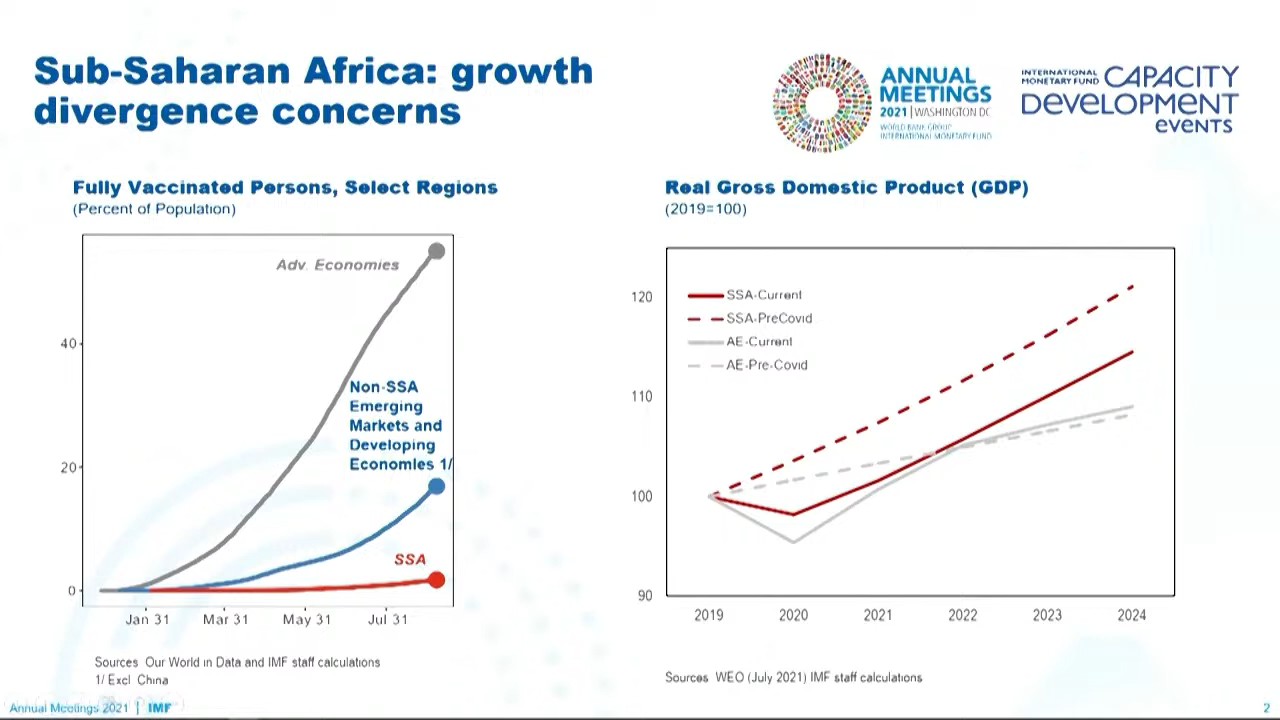 Sub-Saharan Africa: growth
divergence concerns
ANNUAL
MEETINGS
2021 | WASHINGTON DC
WORLD BANK GROUP
INTERNATIONAL MONETARY FUND
INTERNATIONAL
MONETARY FUND
CAPACITY
DEVELOPMENT
EVENTS
Fully Vaccinated Persons, Select Regions
(Percent of Population)
Adv. Economies
40
Non-SSA
Emerging
Markets and
Developing
Economies 1/
20
SSA
0
Jan 31
Mar 31
May 31
Jul 31
Sources Our World in Data and IMF staff calculations
1/ Excl China
Real Gross Domestic Product (GDP)
(2019=100)
120
SSA-Current
SSA-PreCovid
AE-Current
AE-Pre-Covid
110
100
90
2019
2020
2021
2022
2023
2024
Sources WEO (July 2021) IMF staff calculations
Annual Meetings 2021 | IMF
2